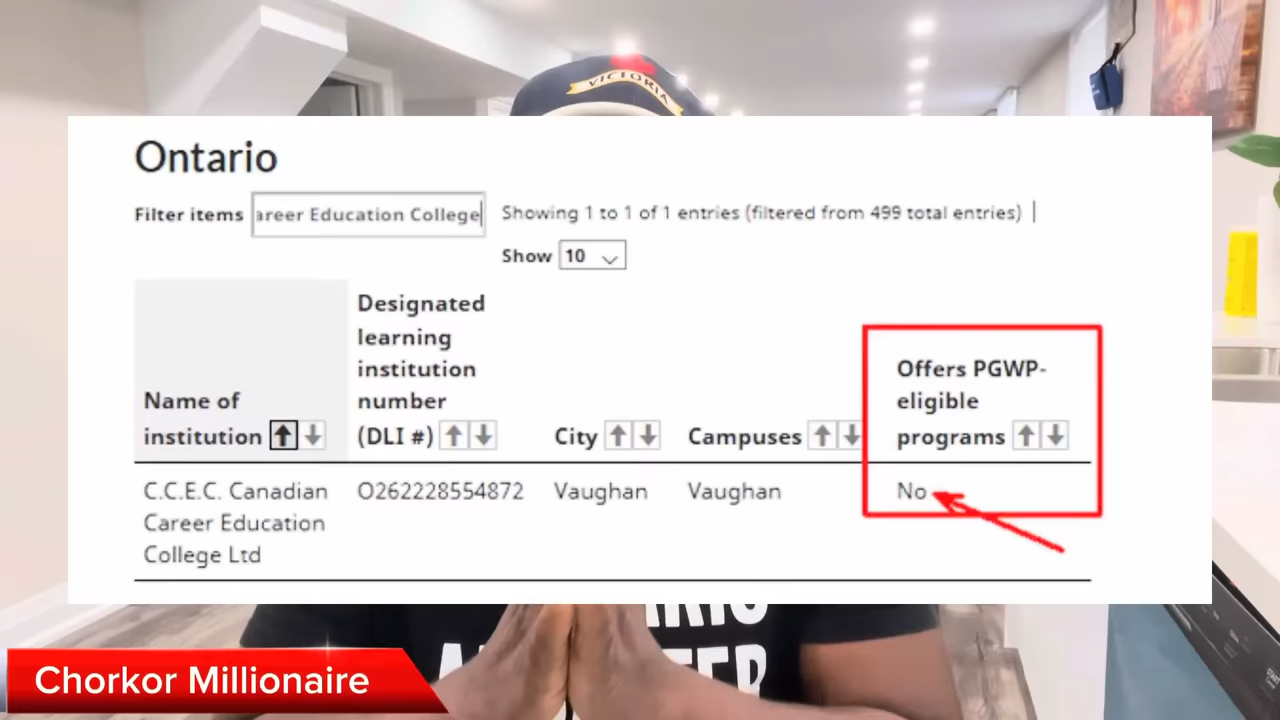 VICTORIA
Ontario
Filter items
areer Education College
Showing 1 to 1 of 1 entries (filtered from 499 total entries)
Show 10
Name of
institution
Designated
learning
institution
number
(DLI #)
City
Campuses
Offers PGWP-
eligible
programs
C.C.E.C. Canadian
Career Education
College Ltd
O262228554872
Vaughan
Vaughan
No
Chorkor Millionaire